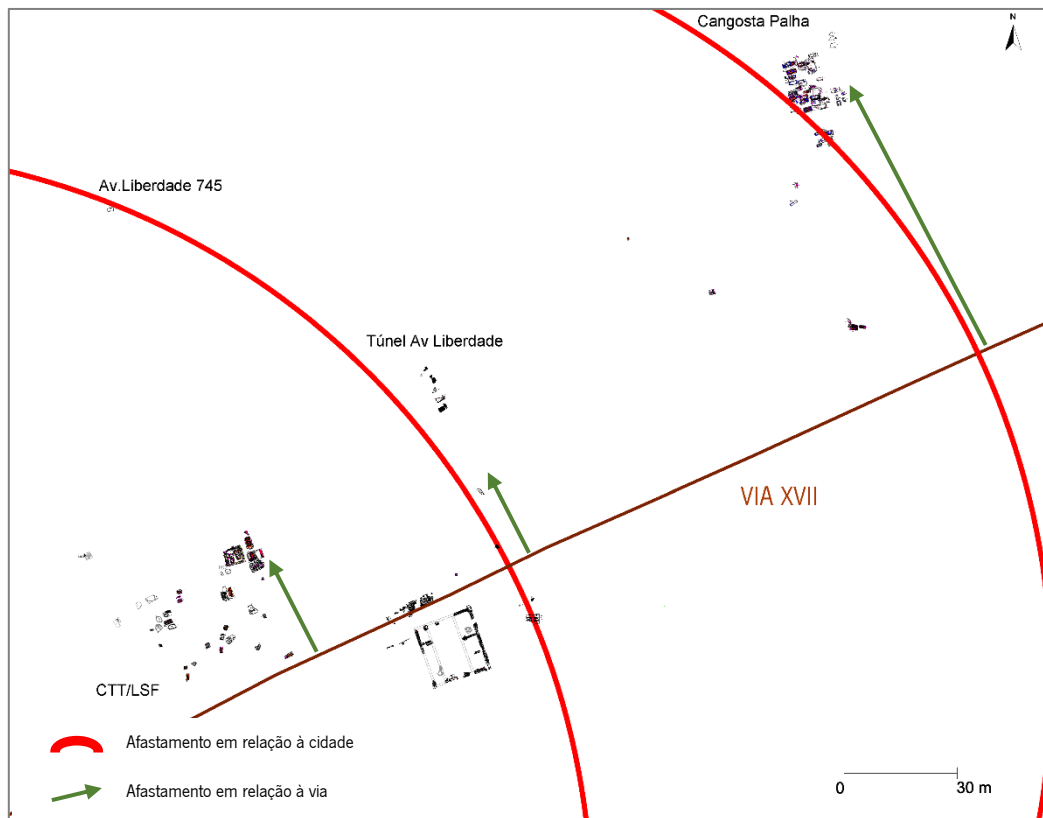 Cangosta Palha
N
Av.Liberdade 745
Túnel Av Liberdade
VIA XVII
CTT/LSF
Afastamento em relação à cidade
Afastamento em relação à via
0 30 m